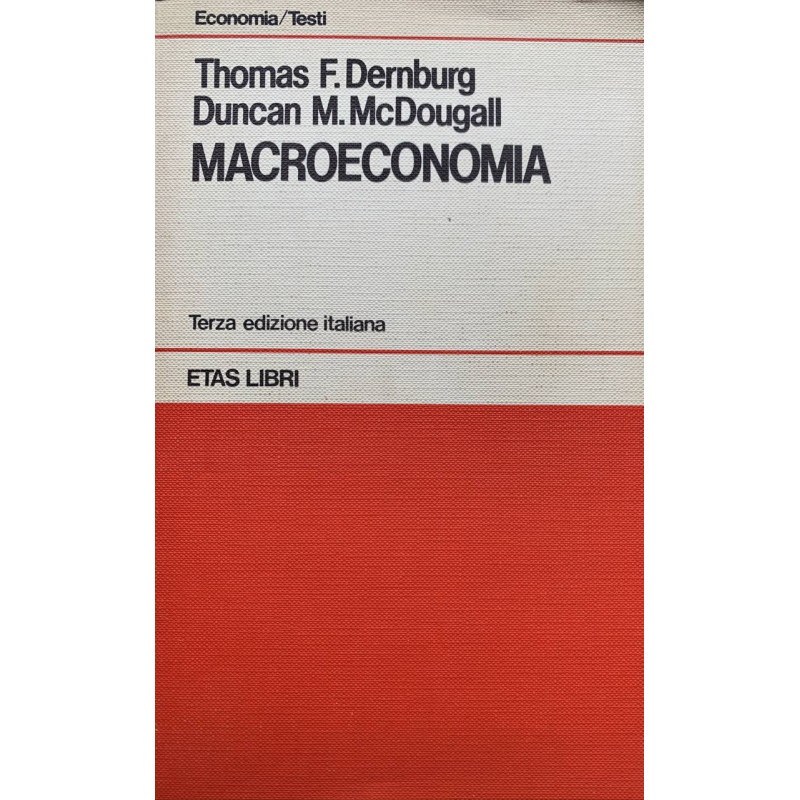 Economia/Testi
Thomas F. Dernburg
Duncan M. McDougall
MACROECONOMIA
Terza edizione italiana
ETAS LIBRI